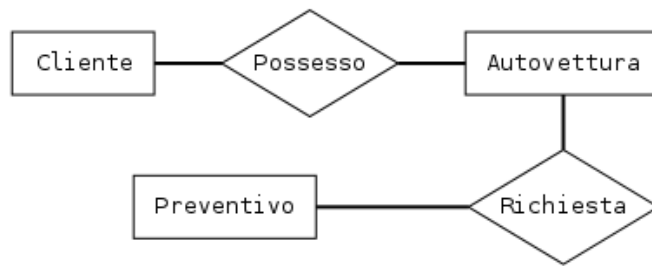 Cliente
Possesso
Autovettura
Preventivo
Richiesta